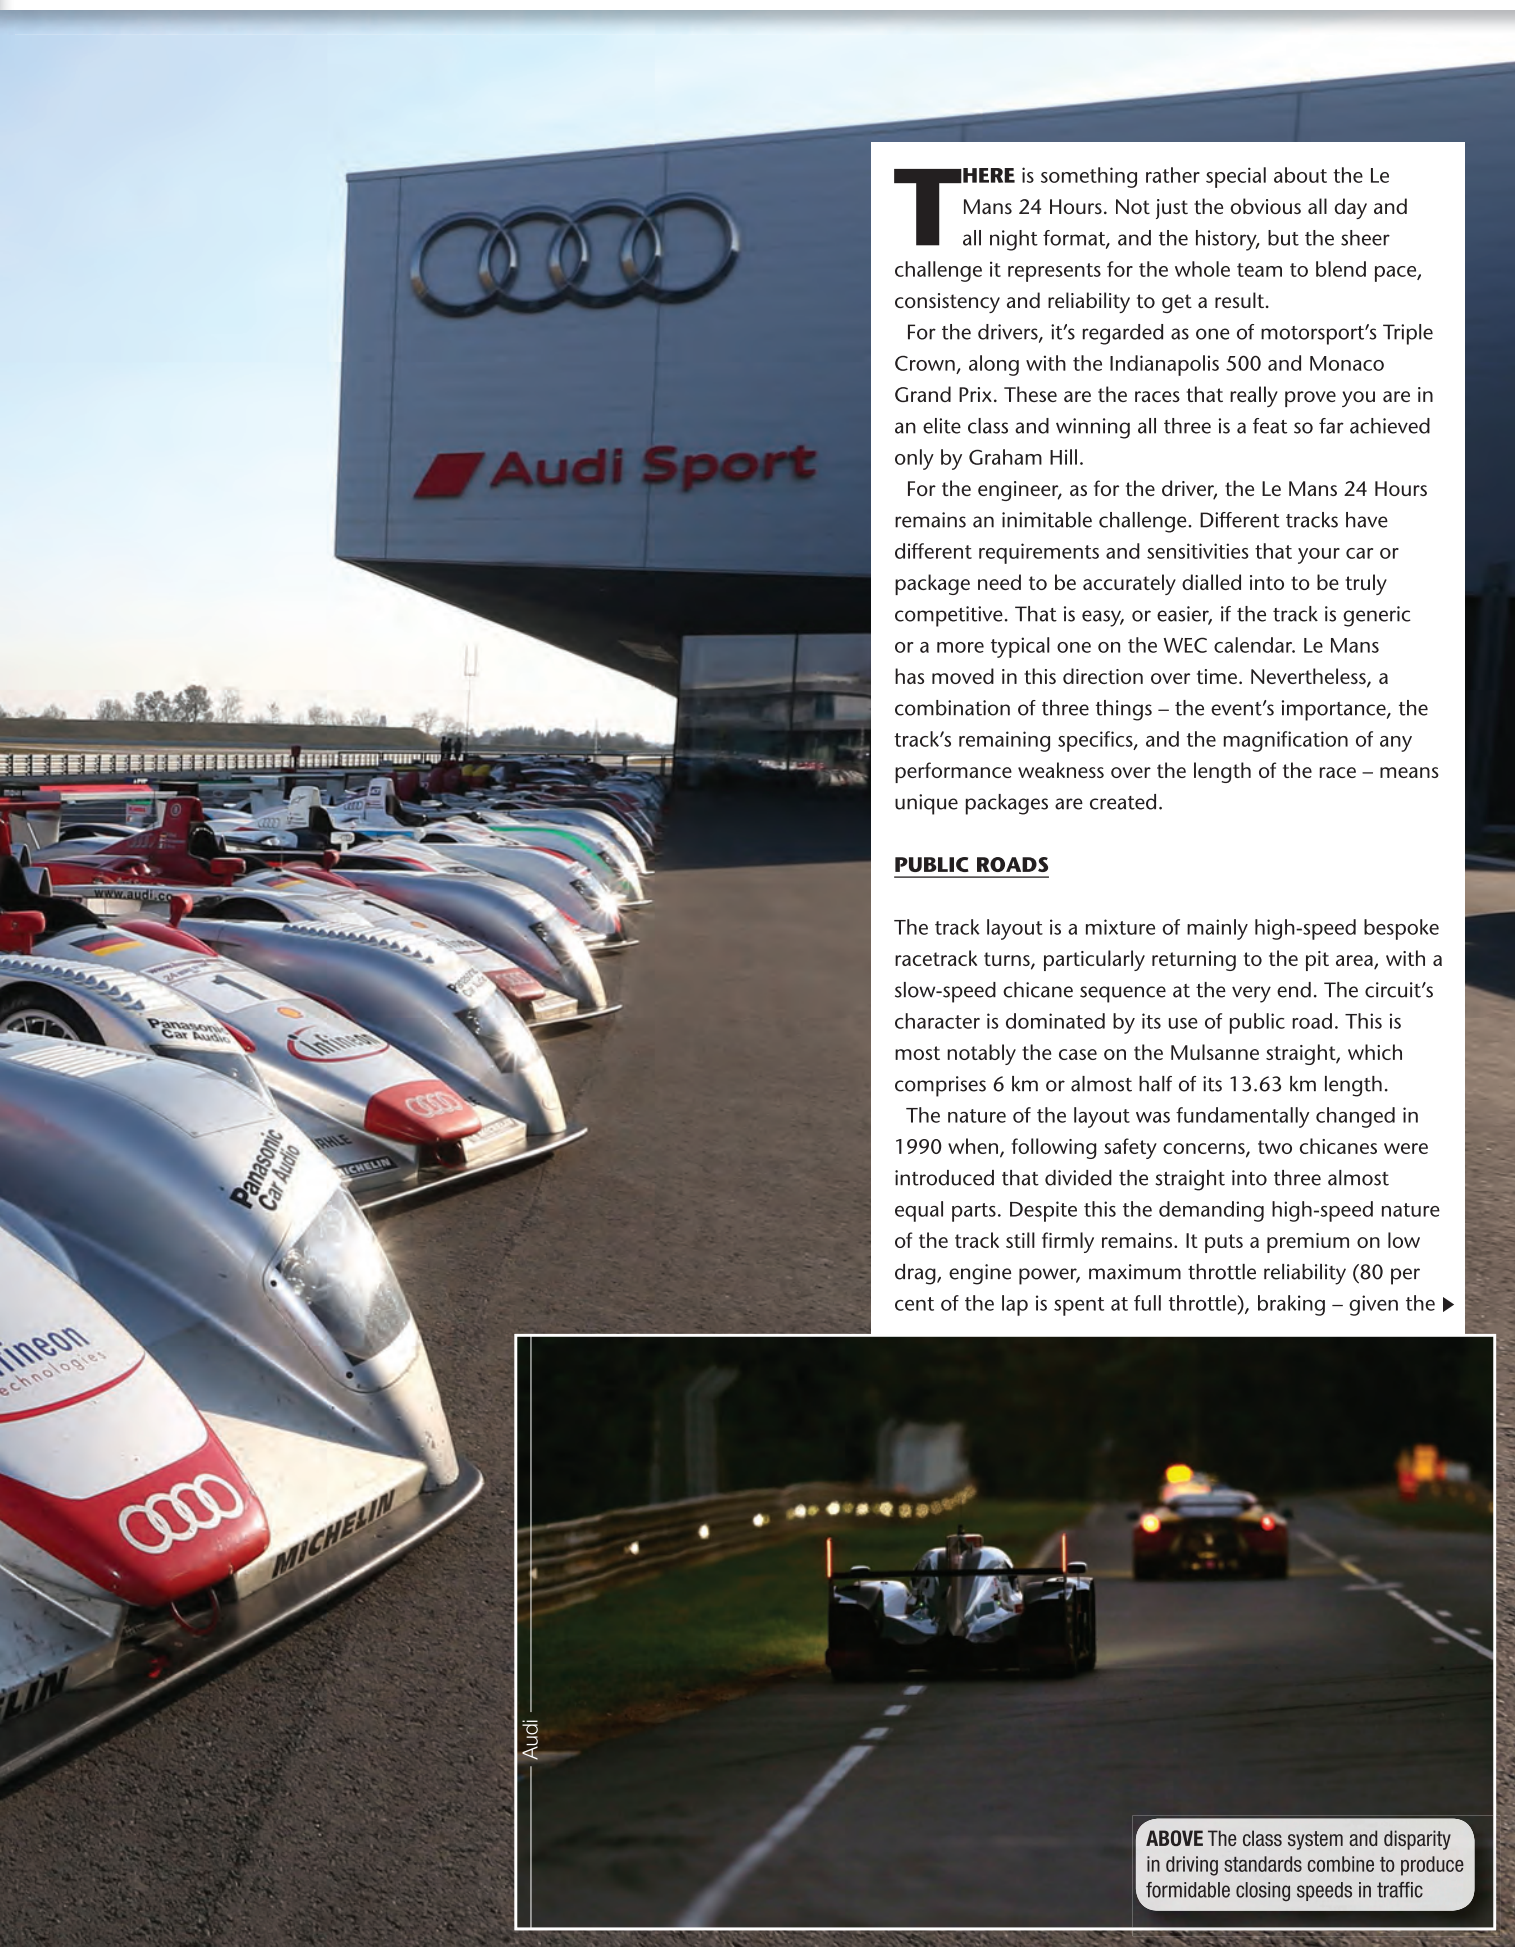 THERE is something rather special about the Le
Mans 24 Hours. Not just the obvious all day and
all night format, and the history, but the sheer
challenge it represents for the whole team to blend pace,
consistency and reliability to get a result.
For the drivers, it's regarded as one of motorsport's Triple
Crown, along with the Indianapolis 500 and Monaco
Grand Prix. These are the races that really prove you are in
an elite class and winning all three is a feat so far achieved
only by Graham Hill.
For the engineer, as for the driver, the Le Mans 24 Hours
remains an inimitable challenge. Different tracks have
different requirements and sensitivities that your car or
package need to be accurately dialled into to be truly
competitive. That is easy, or easier, if the track is generic
or a more typical one on the WEC calendar. Le Mans
has moved in this direction over time. Nevertheless, a
combination of three things – the event's importance, the
track's remaining specifics, and the magnification of any
performance weakness over the length of the race – means
unique packages are created.
PUBLIC ROADS
The track layout is a mixture of mainly high-speed bespoke
racetrack turns, particularly returning to the pit area, with a
slow-speed chicane sequence at the very end. The circuit's
character is dominated by its use of public road. This is
most notably the case on the Mulsanne straight, which
comprises 6 km or almost half of its 13.63 km length.
The nature of the layout was fundamentally changed in
1990 when, following safety concerns, two chicanes were
introduced that divided the straight into three almost
equal parts. Despite this the demanding high-speed nature
of the track still firmly remains. It puts a premium on low
drag, engine power, maximum throttle reliability (80 per
cent of the lap is spent at full throttle), braking – given the
Audi Sport
www.audi.co
1
Panasonic
Car Audio
Infineon
Panasonic
Car Audio
MAHLE
MICHELIN
Panasonic
Car Audio
fineon
echnologies
MICHELIN
LIN
Audi
ABOVE The class system and disparity
in driving standards combine to produce
formidable closing speeds in traffic